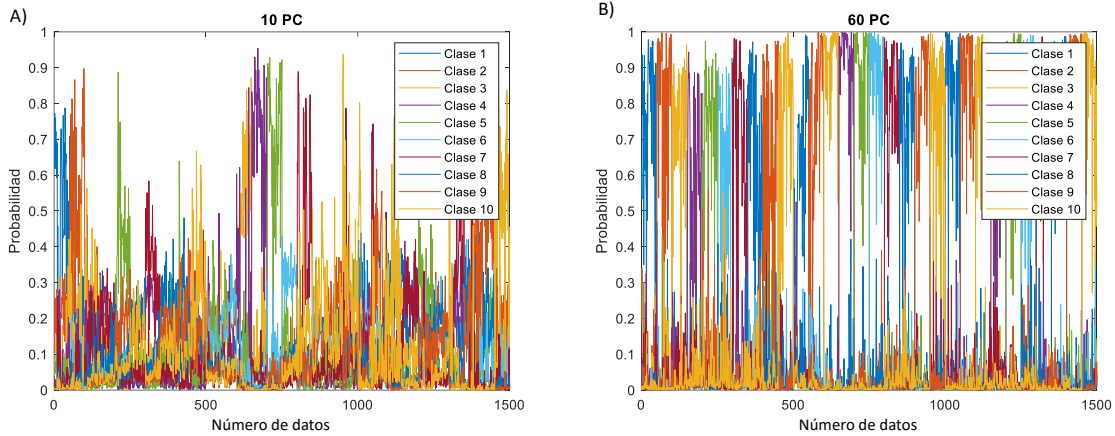 A)
10 PC
1
0.9
0.8
0.7
0.6
0.5
0.4
0.3
0.2
0.1
0
Probabilidad
0
500
1000
1500
Número de datos
Clase 1
Clase 2
Clase 3
Clase 4
Clase 5
Clase 6
Clase 7
Clase 8
Clase 9
Clase 10
B)
60 PC
1
0.9
0.8
0.7
0.6
0.5
0.4
0.3
0.2
0.1
0
Probabilidad
0
500
1000
1500
Número de datos
Clase 1
Clase 2
Clase 3
Clase 4
Clase 5
Clase 6
Clase 7
Clase 8
Clase 9
Clase 10